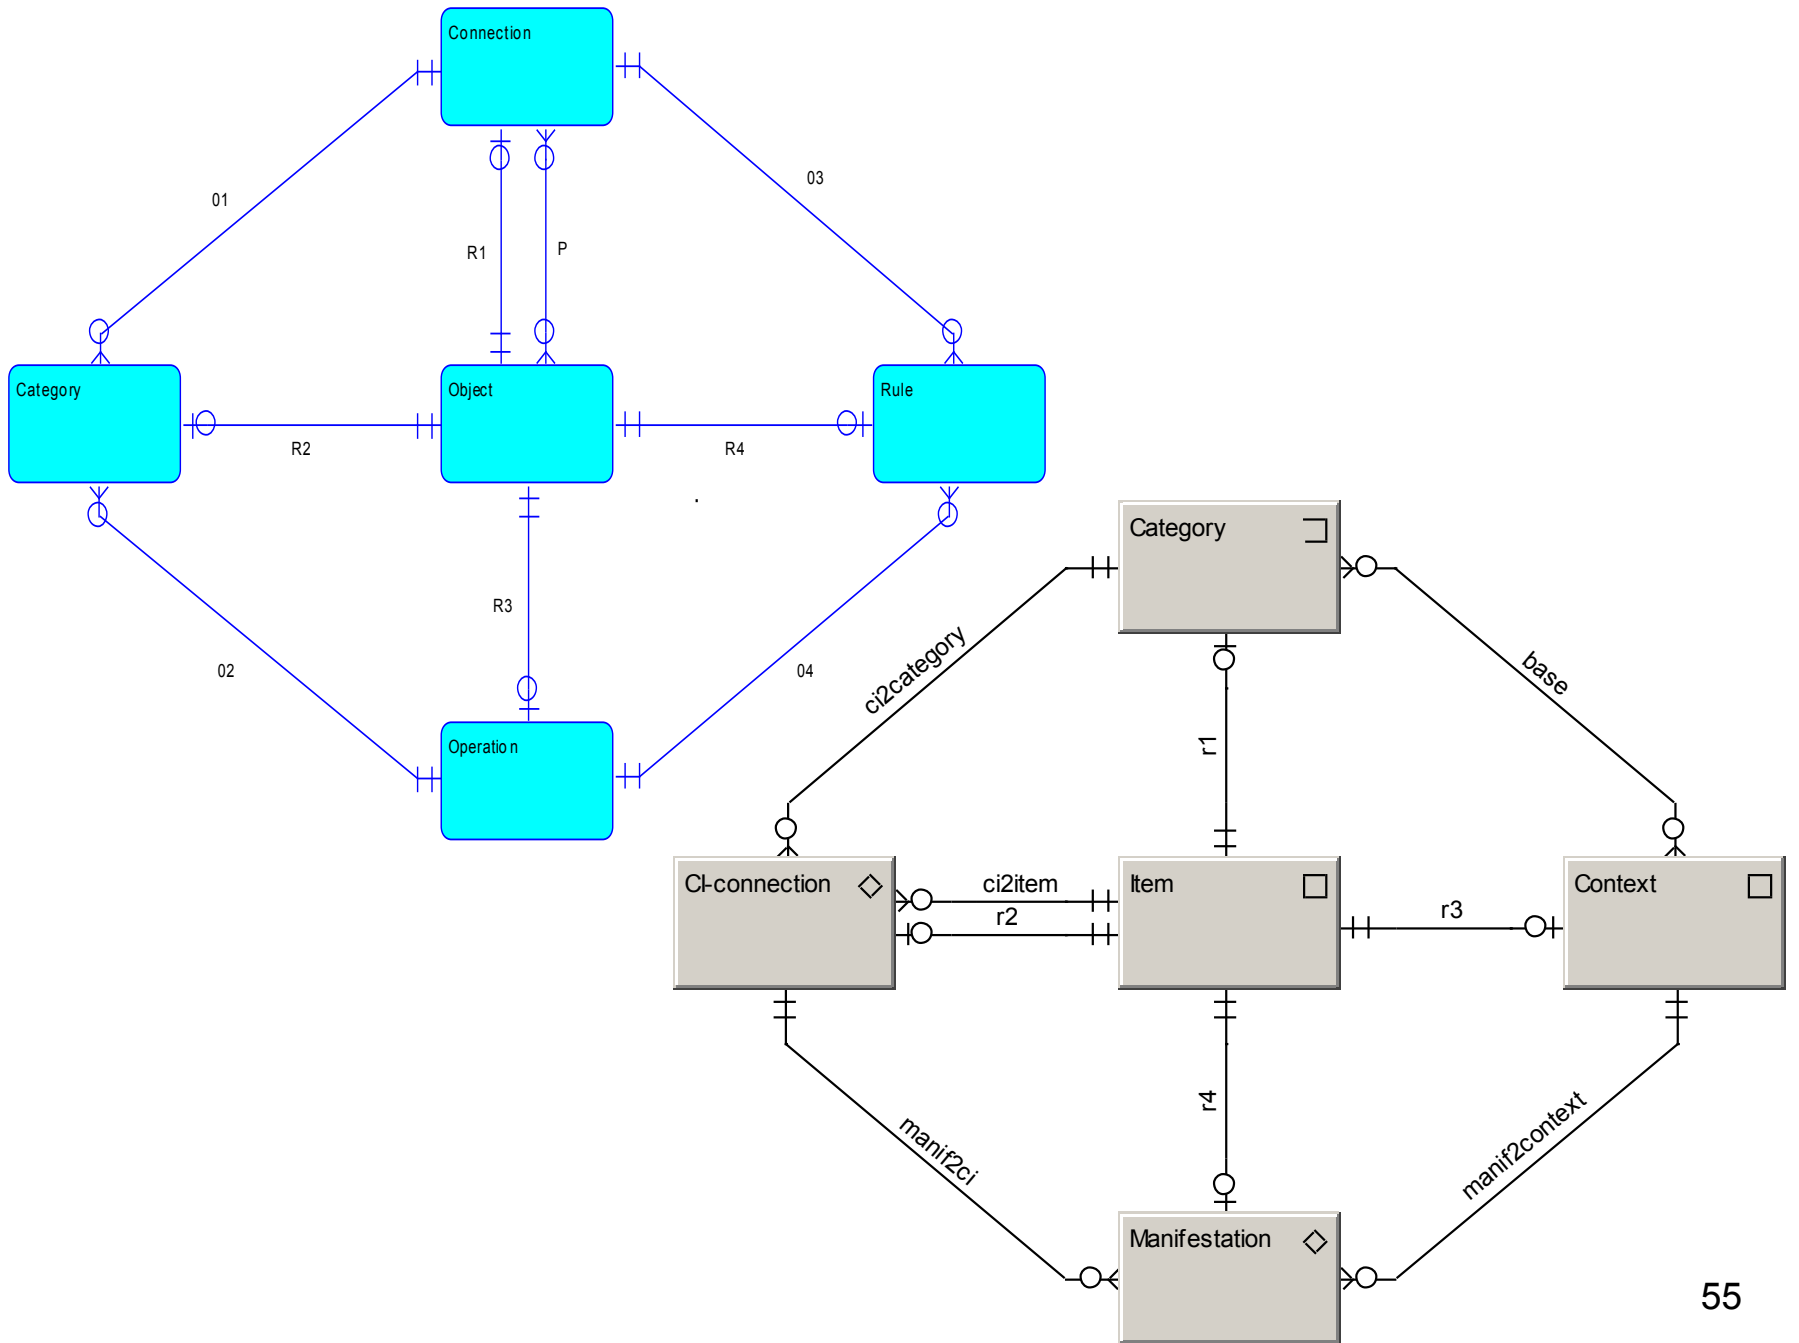 Connection
01
03
R1
P
Category
Object
Rule
R2
R4
R3
02
04
Operation
Category
ci2category
base
r1
CI-connection
ci2item
r2
Item
r3
Context
r4
manif2ci
manif2context
Manifestation
55